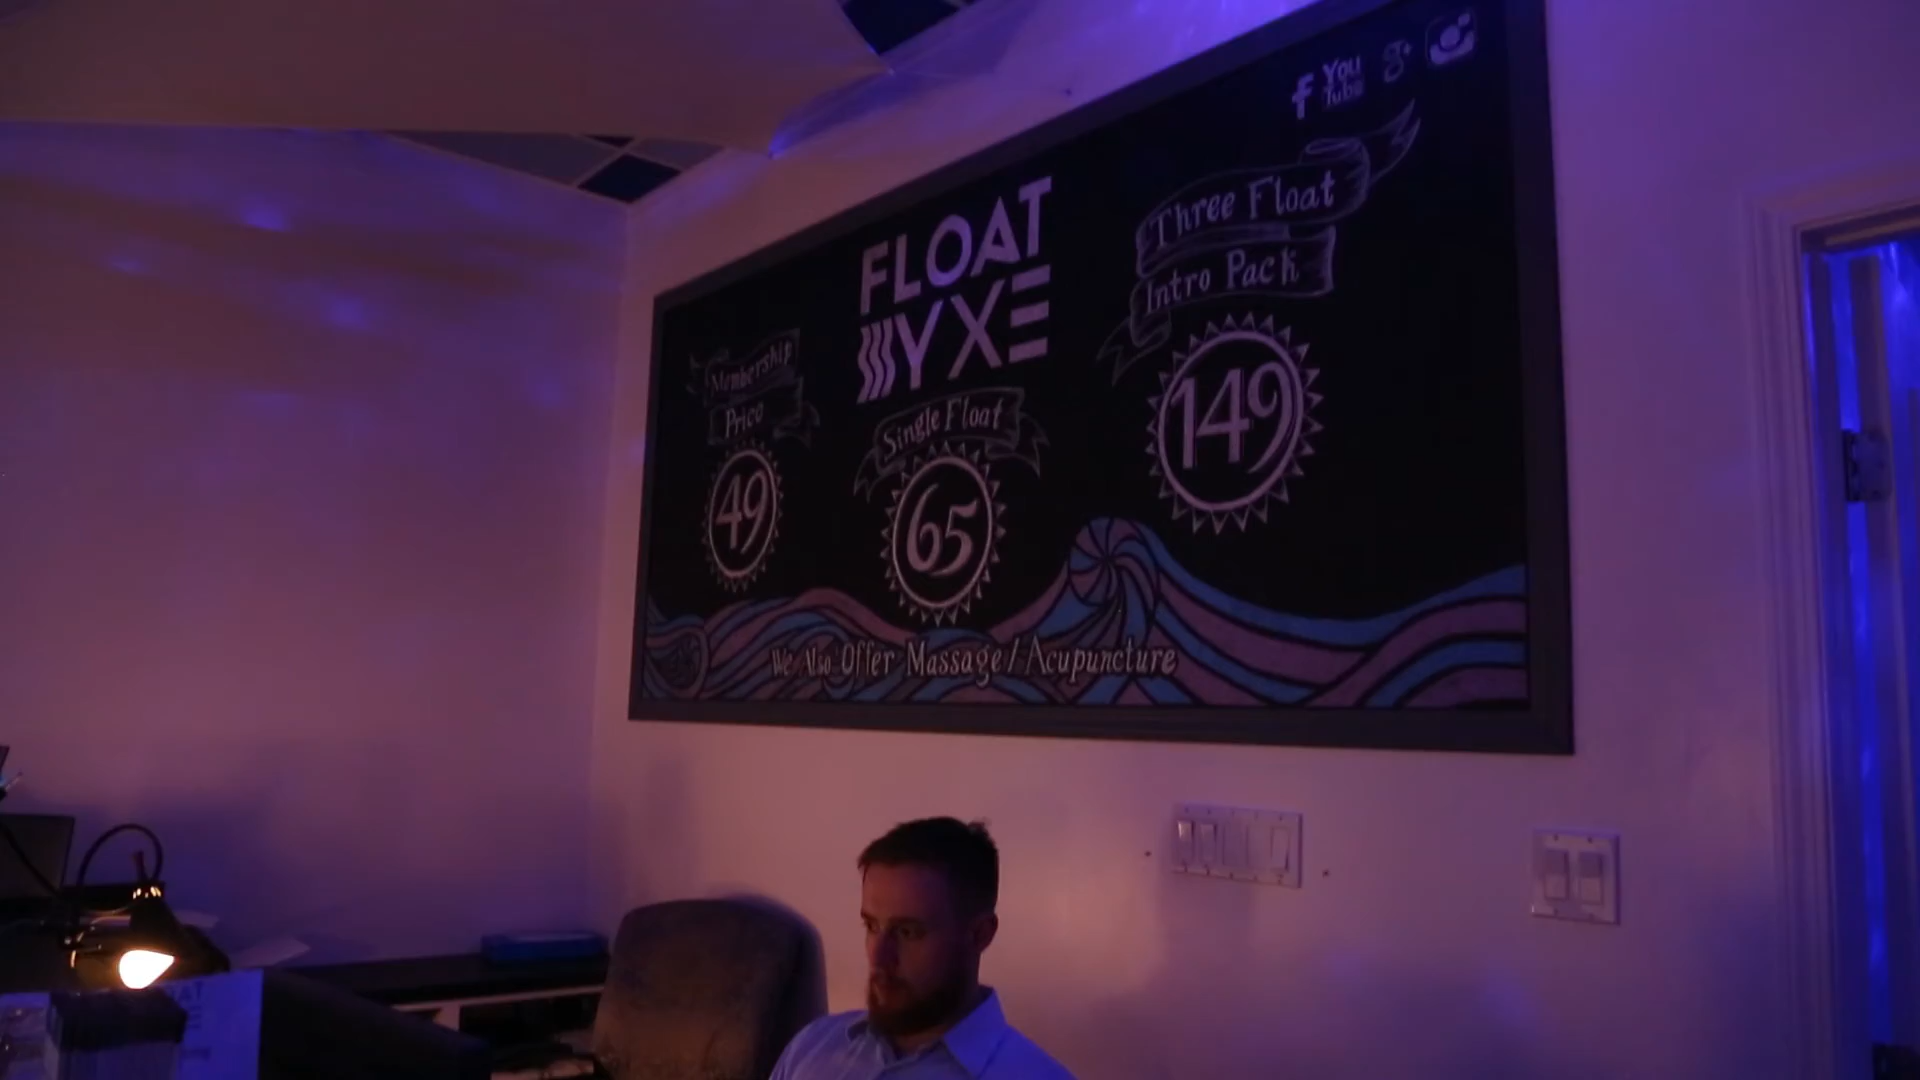 f You Tube g+
FLOAT
YXE
Three Float
Intro Pack
149
Membership
Price
49
Single Float
65
We Also Offer Massage/Acupuncture